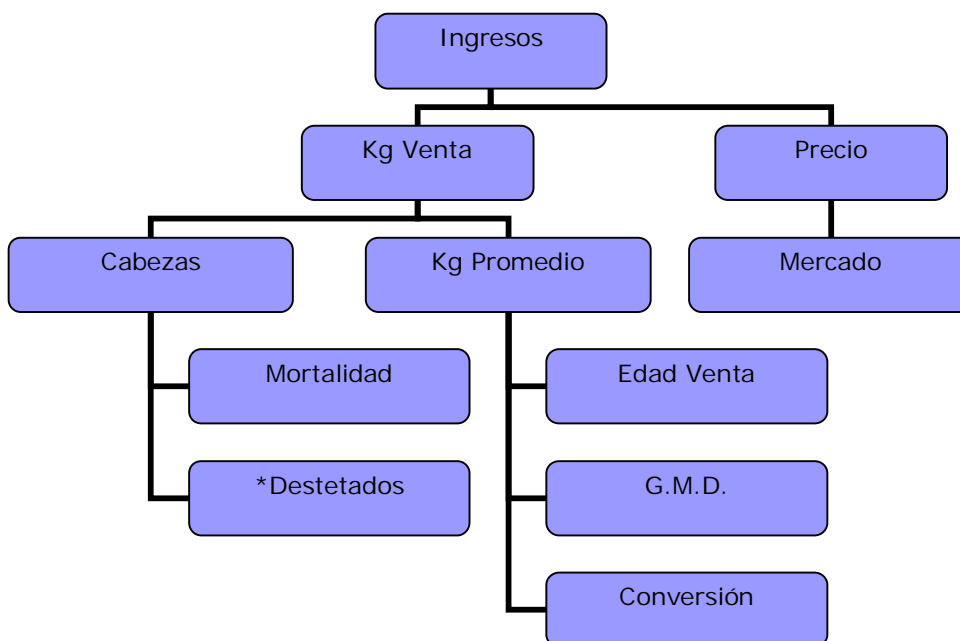 Ingresos
Kg Venta
Precio
Cabezas
Kg Promedio
Mercado
Mortalidad
Edad Venta
*Destetados
G.M.D.
Conversión